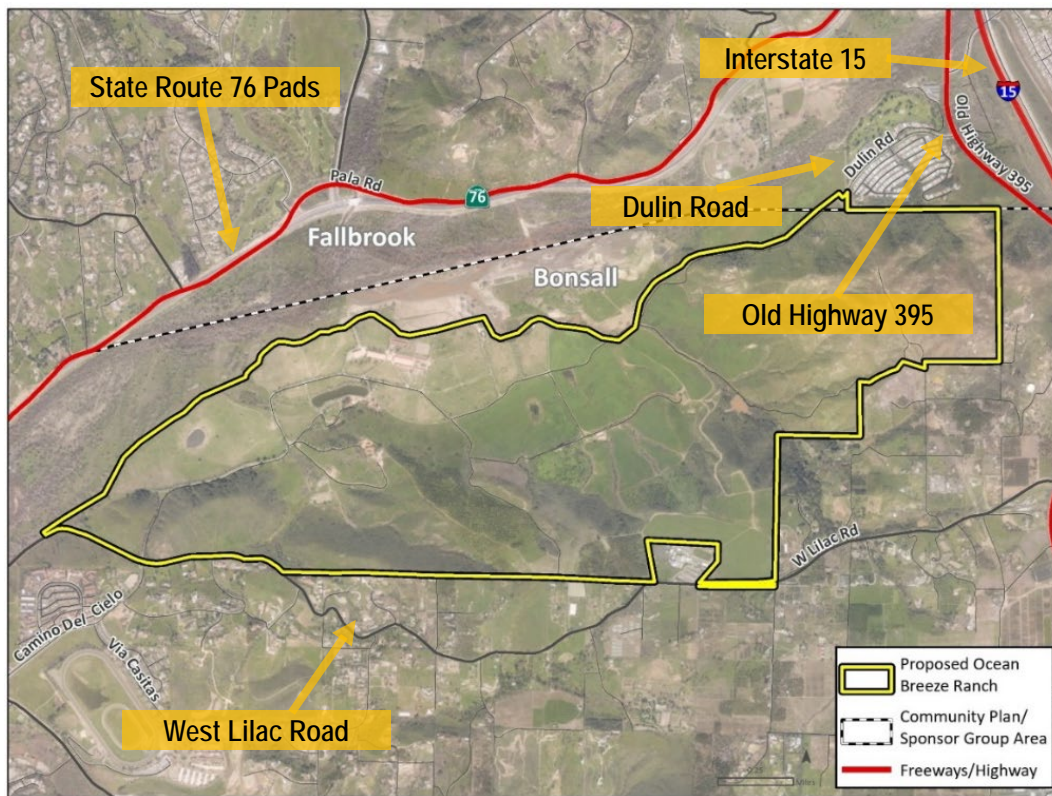 State Route 76 Pads
Interstate 15
15
Old Highway 395
Dulin Rd
Pala Rd
76
Dulin Road
Fallbrook
Bonsall
Old Highway 395
W Lilac Rd
Camino Del Cielo
Via Casitas
West Lilac Road
Proposed Ocean
Breeze Ranch
Community Plan/
Sponsor Group Area
Freeways/Highway
Miles